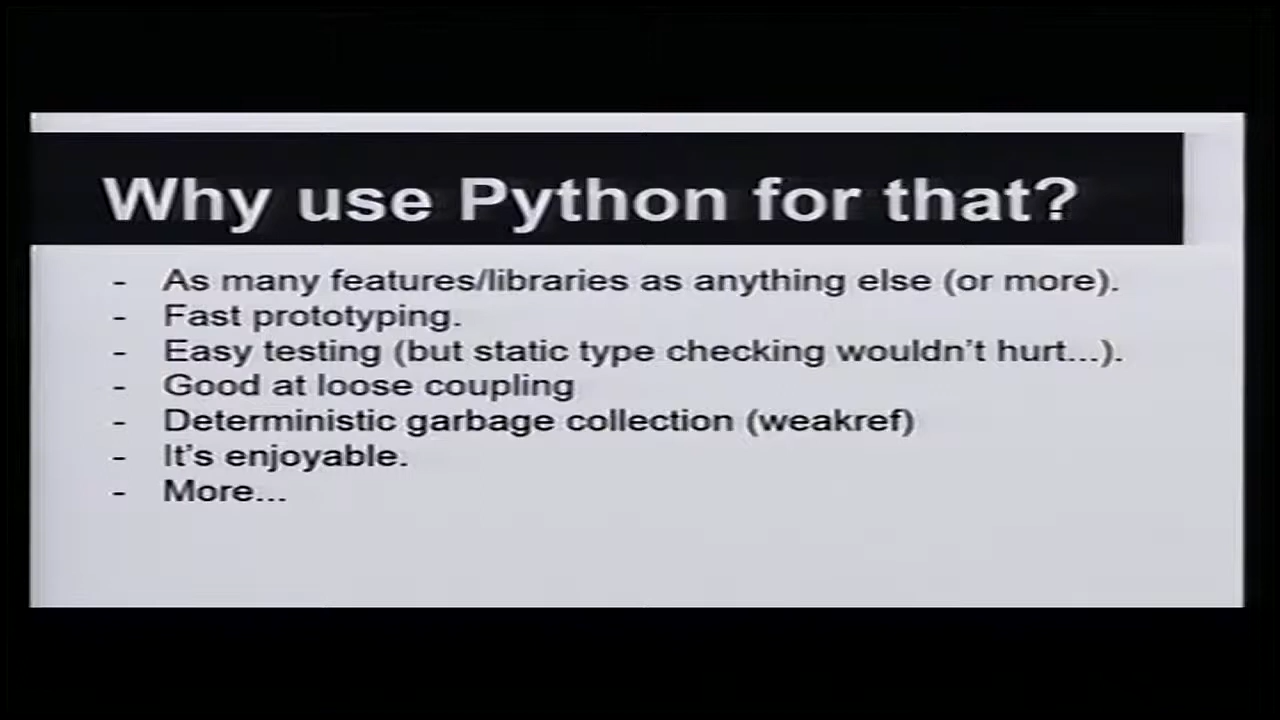 Why use Python for that?
- As many features/libraries as anything else (or more).
- Fast prototyping.
- Easy testing (but static type checking wouldn't hurt...).
- Good at loose coupling
- Deterministic garbage collection (weakref)
- It's enjoyable.
- More...